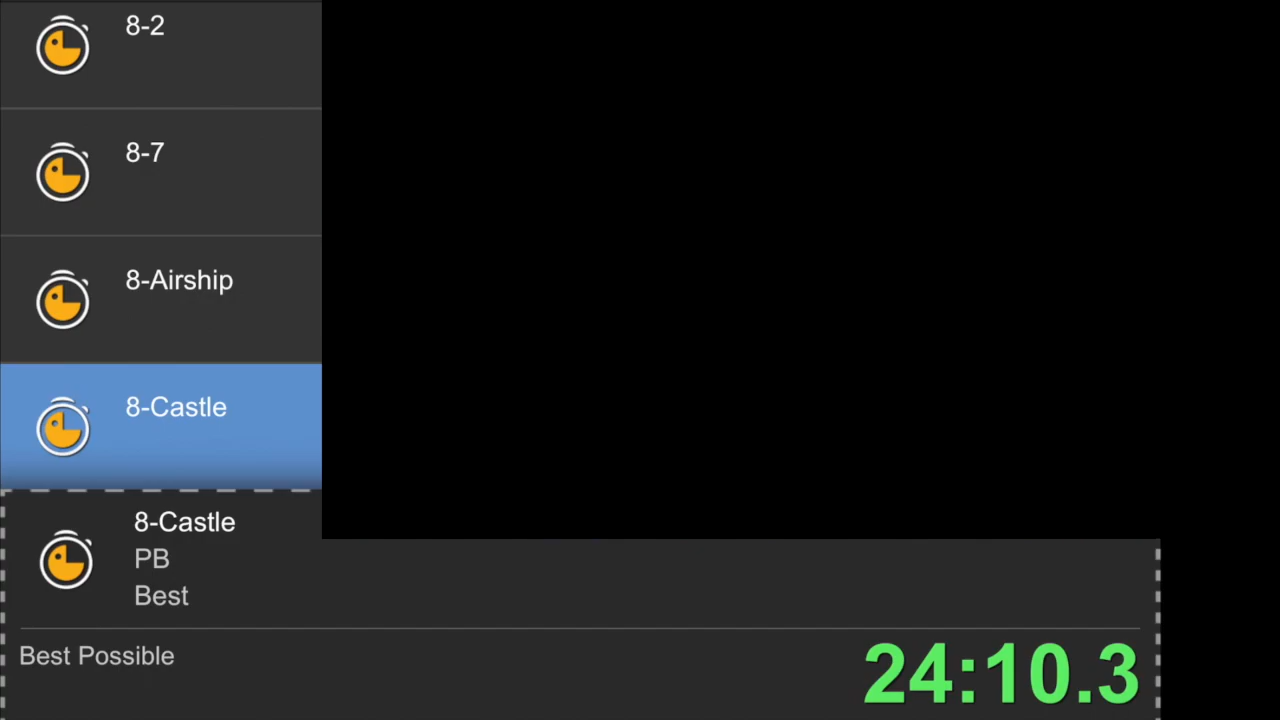 8-2
8-7
8-Airship
8-Castle
8-Castle
PB
Best
Best Possible
24:10.3